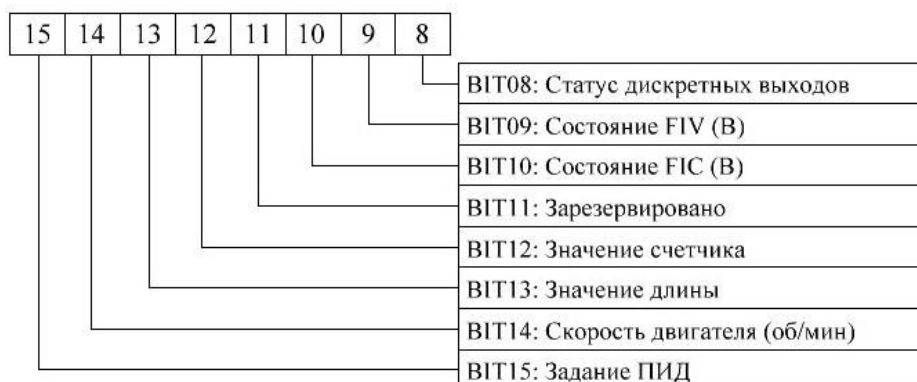 15 14 13 12 11 10 9 8
BIT08: Статус дискретных выходов
BIT09: Состояние FIV (В)
BIT10: Состояние FIC (В)
BIT11: Зарезервировано
BIT12: Значение счетчика
BIT13: Значение длины
BIT14: Скорость двигателя (об/мин)
BIT15: Задание ПИД